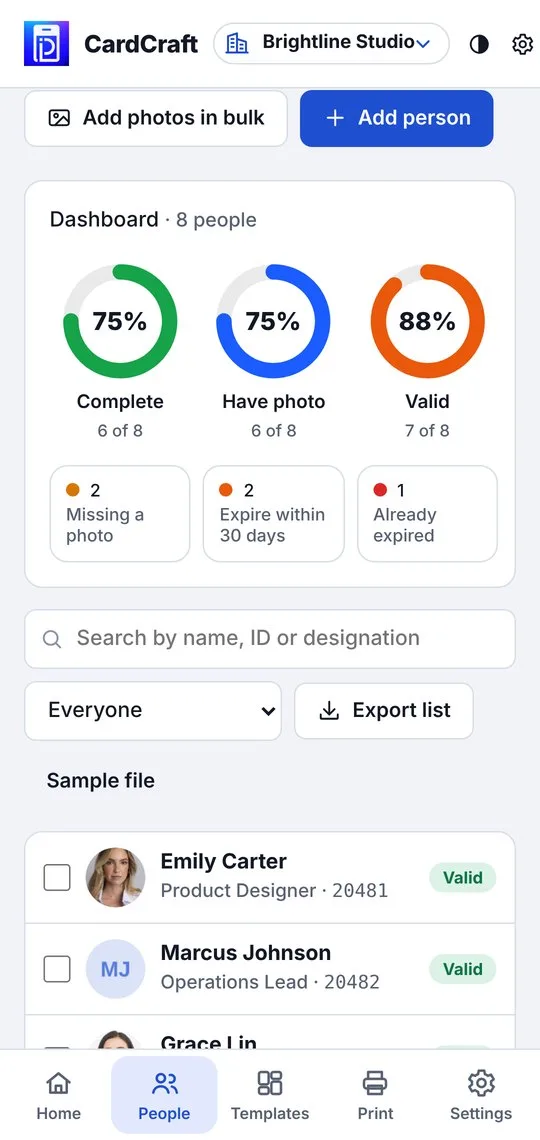 CardCraft
Brightline Studio
Add photos in bulk
+ Add person
Dashboard · 8 people
75% 75% 88%
Complete Have photo Valid
6 of 8 6 of 8 7 of 8
2 2 1
Missing a Expire within Already
photo 30 days expired
Search by name, ID or designation
Everyone
Export list
Sample file
Emily Carter
Product Designer · 20481
Valid
MJ
Marcus Johnson
Operations Lead · 20482
Valid
Grace Lin
Home People Templates Print Settings